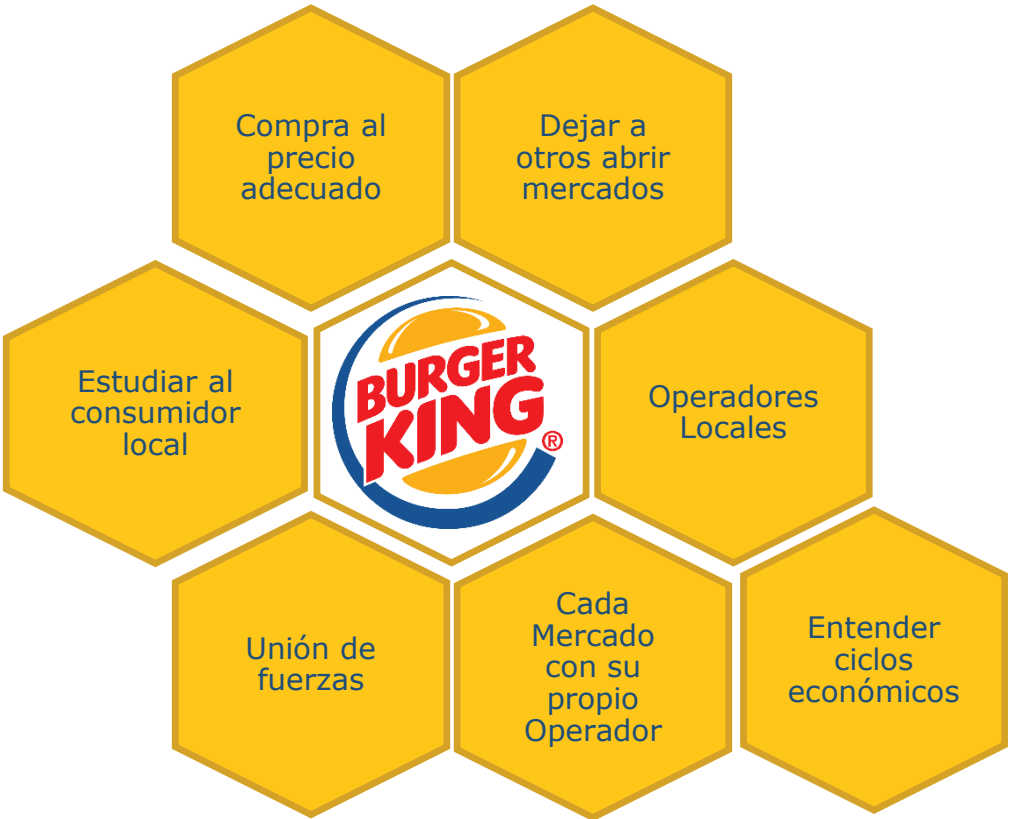 Compra al
precio
adecuado
Dejar a
otros abrir
mercados
Estudiar al
consumidor
local
BURGER
KING
®
Operadores
Locales
Unión de
fuerzas
Cada
Mercado
con su
propio
Operador
Entender
ciclos
económicos